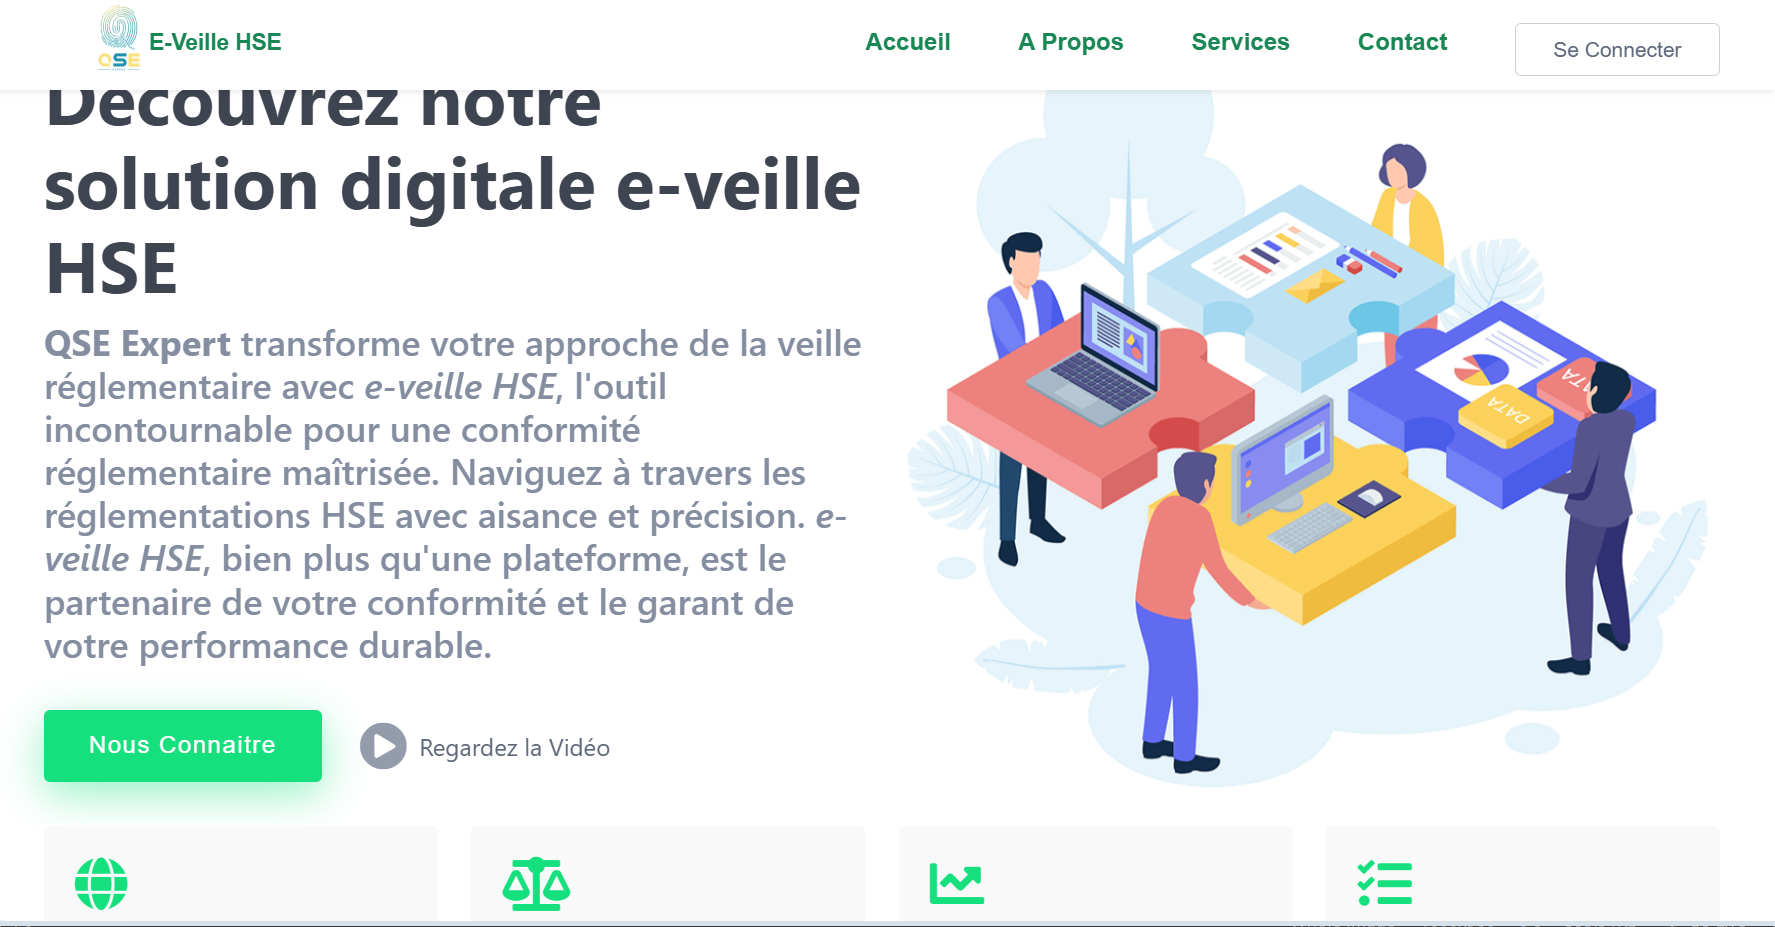 QSE
E-Veille HSE
Accueil
A Propos
Services
Contact
Se Connecter
Découvrez notre
solution digitale e-veille
HSE
QSE Expert transforme votre approche de la veille
réglementaire avec e-veille HSE, l'outil
incontournable pour une conformité
réglementaire maîtrisée. Naviguez à travers les
réglementations HSE avec aisance et précision. e-
veille HSE, bien plus qu'une plateforme, est le
partenaire de votre conformité et le garant de
votre performance durable.
Nous Connaitre
Regardez la Vidéo
DATA
DATA